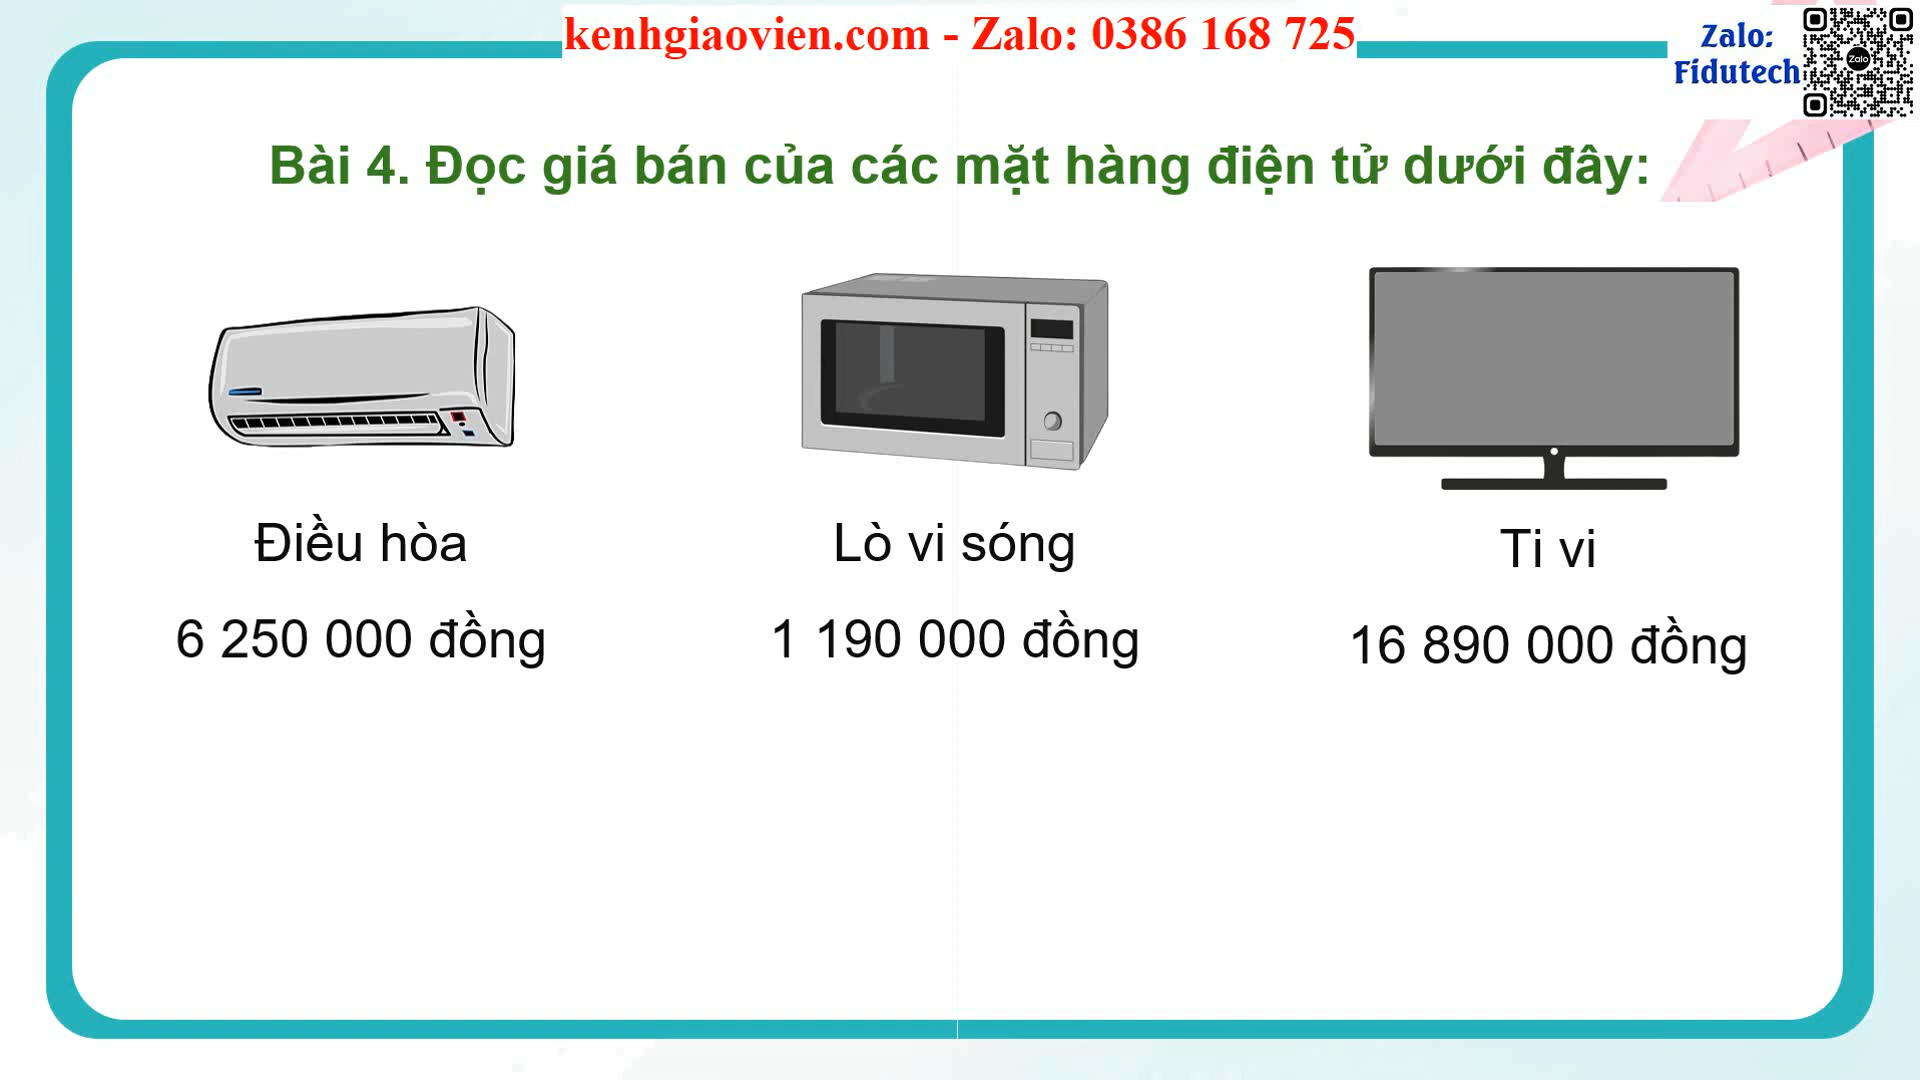 kenhgiaovien.com - Zalo: 0386 168 725
Zalo:
Fidutech
Zalo
Bài 4. Đọc giá bán của các mặt hàng điện tử dưới đây:
Điều hòa
Lò vi sóng
Ti vi
6 250 000 đồng
1 190 000 đồng
16 890 000 đồng